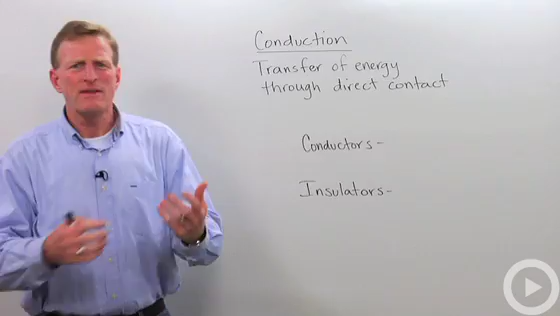 Conduction
Transfer of energy
through direct contact
Conductors-
Insulators-